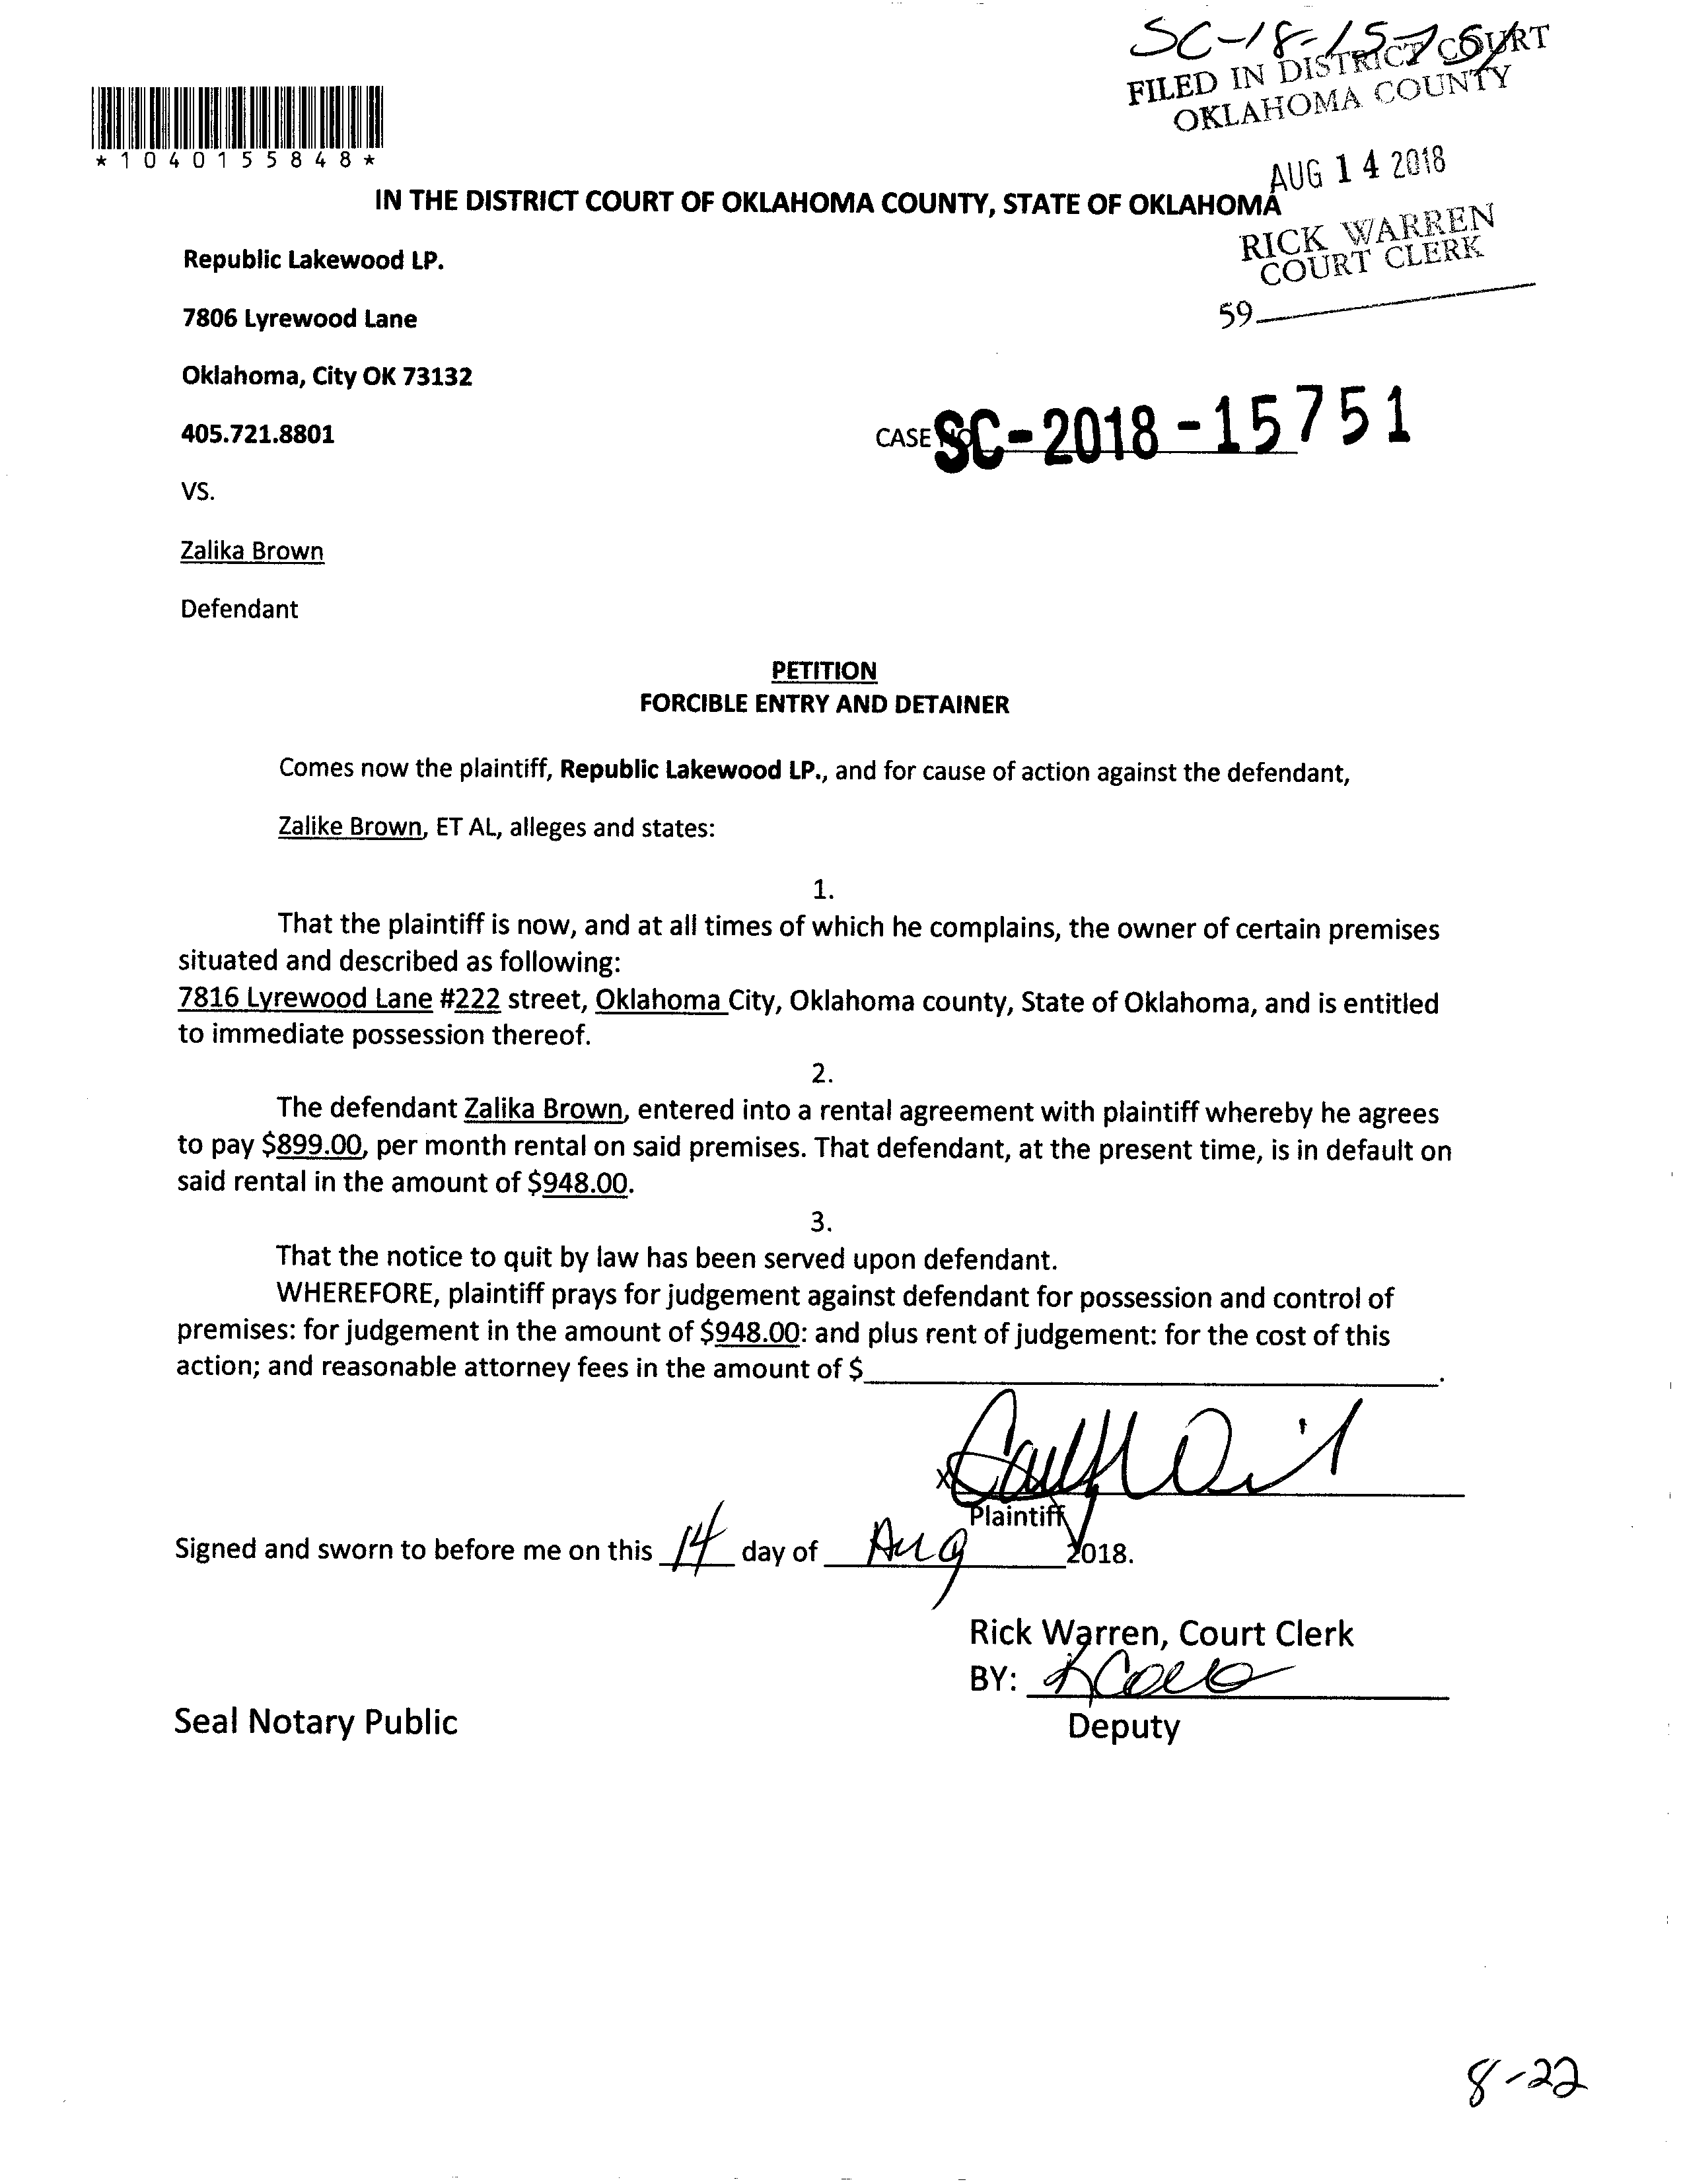 SC-18-15751
FILED IN DISTRICT COURT
OKLAHOMA COUNTY
*1040155848*
AUG 14 2018
IN THE DISTRICT COURT OF OKLAHOMA COUNTY, STATE OF OKLAHOMA
RICK WARREN
COURT CLERK
Republic Lakewood LP.
59
7806 Lyrewood Lane
Oklahoma, City OK 73132
405.721.8801
CASE NO SC-2018-15751
VS.
Zalika Brown
Defendant
PETITION
FORCIBLE ENTRY AND DETAINER
Comes now the plaintiff, Republic Lakewood LP., and for cause of action against the defendant,
Zalike Brown, ET AL, alleges and states:
1.
That the plaintiff is now, and at all times of which he complains, the owner of certain premises
situated and described as following:
7816 Lyrewood Lane #222 street, Oklahoma City, Oklahoma county, State of Oklahoma, and is entitled
to immediate possession thereof.
2.
The defendant Zalika Brown, entered into a rental agreement with plaintiff whereby he agrees
to pay $899.00, per month rental on said premises. That defendant, at the present time, is in default on
said rental in the amount of $948.00.
3.
That the notice to quit by law has been served upon defendant.
WHEREFORE, plaintiff prays for judgement against defendant for possession and control of
premises: for judgement in the amount of $948.00: and plus rent of judgement: for the cost of this
action; and reasonable attorney fees in the amount of $ .
X
Plaintiff
Signed and sworn to before me on this 14 day of Aug 2018.
Rick Warren, Court Clerk
BY:
Seal Notary Public
Deputy
8-22